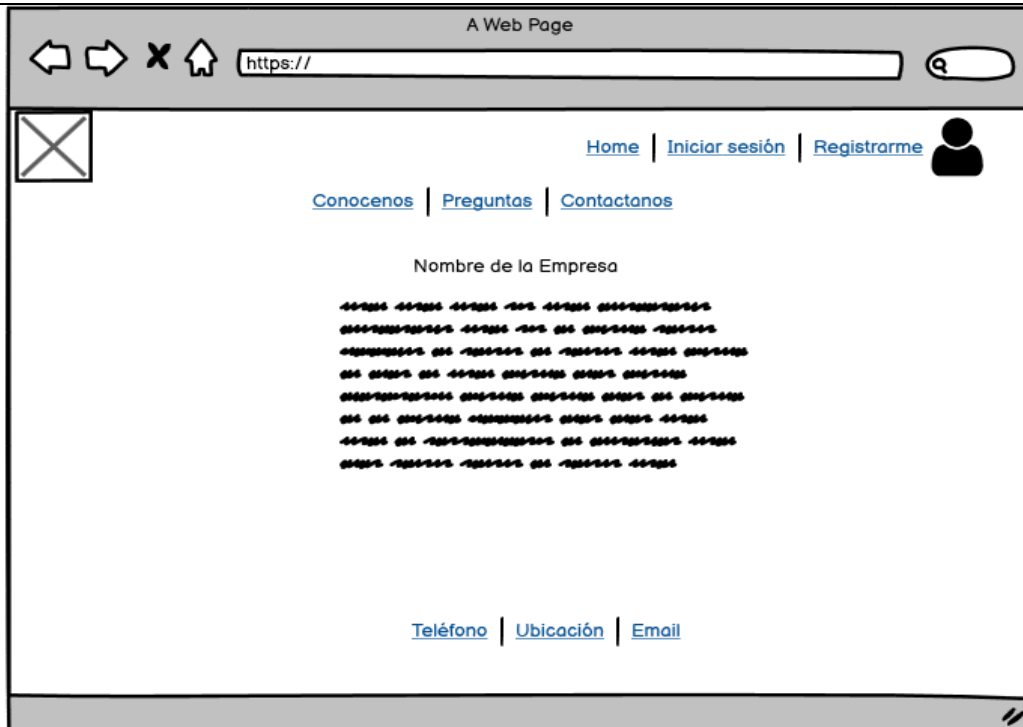 A Web Page
https://
Home | Iniciar sesión | Registrarme
Conocenos | Preguntas | Contactanos
Nombre de la Empresa
Teléfono | Ubicación | Email